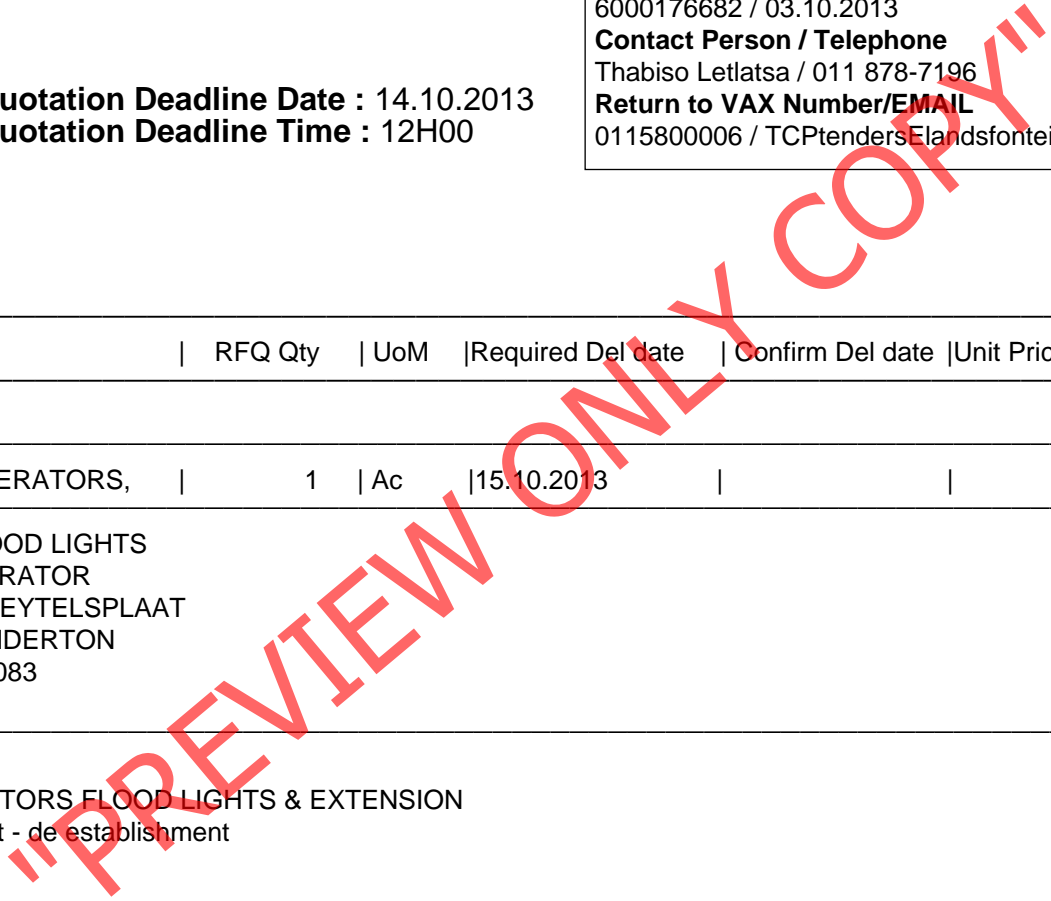 6000176682 / 03.10.2013
Contact Person / Telephone
Thabiso Letlatsa / 011 878-7196
Return to VAX Number/EMAIL
0115800006 / TCPtendersElandsfontei
uotation Deadline Date : 14.10.2013
uotation Deadline Time : 12H00
| RFQ Qty | UoM |Required Del date | Confirm Del date |Unit Pric
ERATORS, | 1 | Ac |15.10.2013 | |
OOD LIGHTS
RATOR
EYTELSPLAAT
NDERTON
083
TORS FLOOD LIGHTS & EXTENSION
t - de establishment
"PREVIEW ONLY COPY"